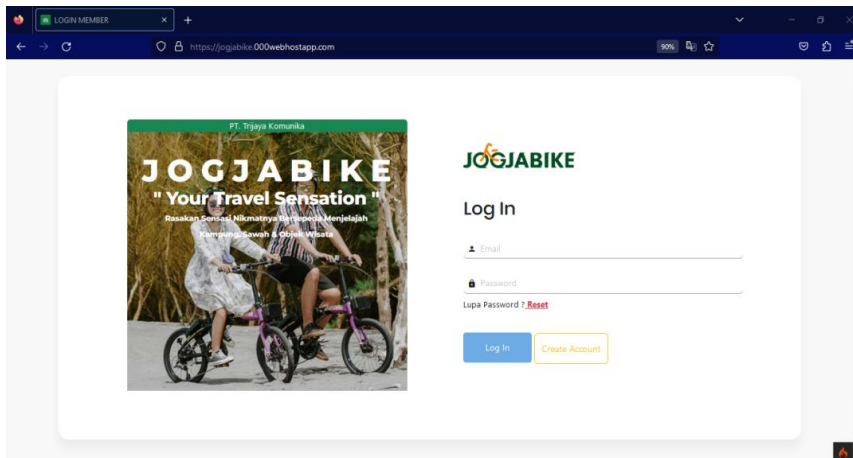 LOGIN MEMBER
https://jogjabike.000webhostapp.com
90%
PT. Trijaya Komunika
JOGJABIKE
" Your Travel Sensation "
Rasakan Sensasi Nikmatnya Bersepeda Menjelajah
Kampung, Sawah & Objek Wisata
JOGJABIKE
Log In
Email
Password
Lupa Password ? Reset
Log In
Create Account